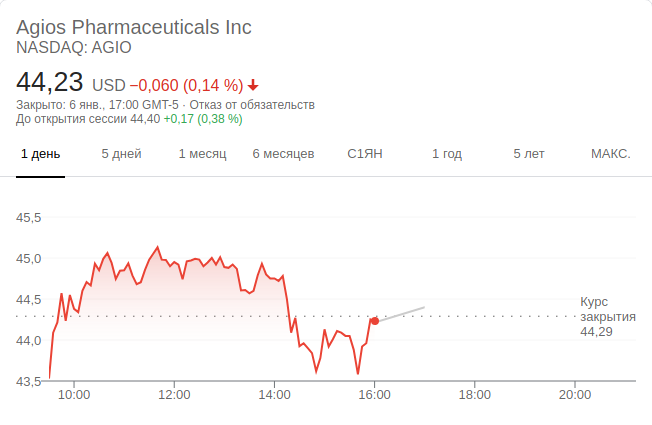 Agios Pharmaceuticals Inc
NASDAQ: AGIO
44,23 USD −0,060 (0,14 %)
Закрыто: 6 янв., 17:00 GMT-5 · Отказ от обязательств
До открытия сессии 44,40 +0,17 (0,38 %)
1 день 5 дней 1 месяц 6 месяцев С1ЯН 1 год 5 лет МАКС.
45,5
45,0
44,5
44,0
43,5
Курс
закрытия
44,29
10:00 12:00 14:00 16:00 18:00 20:00